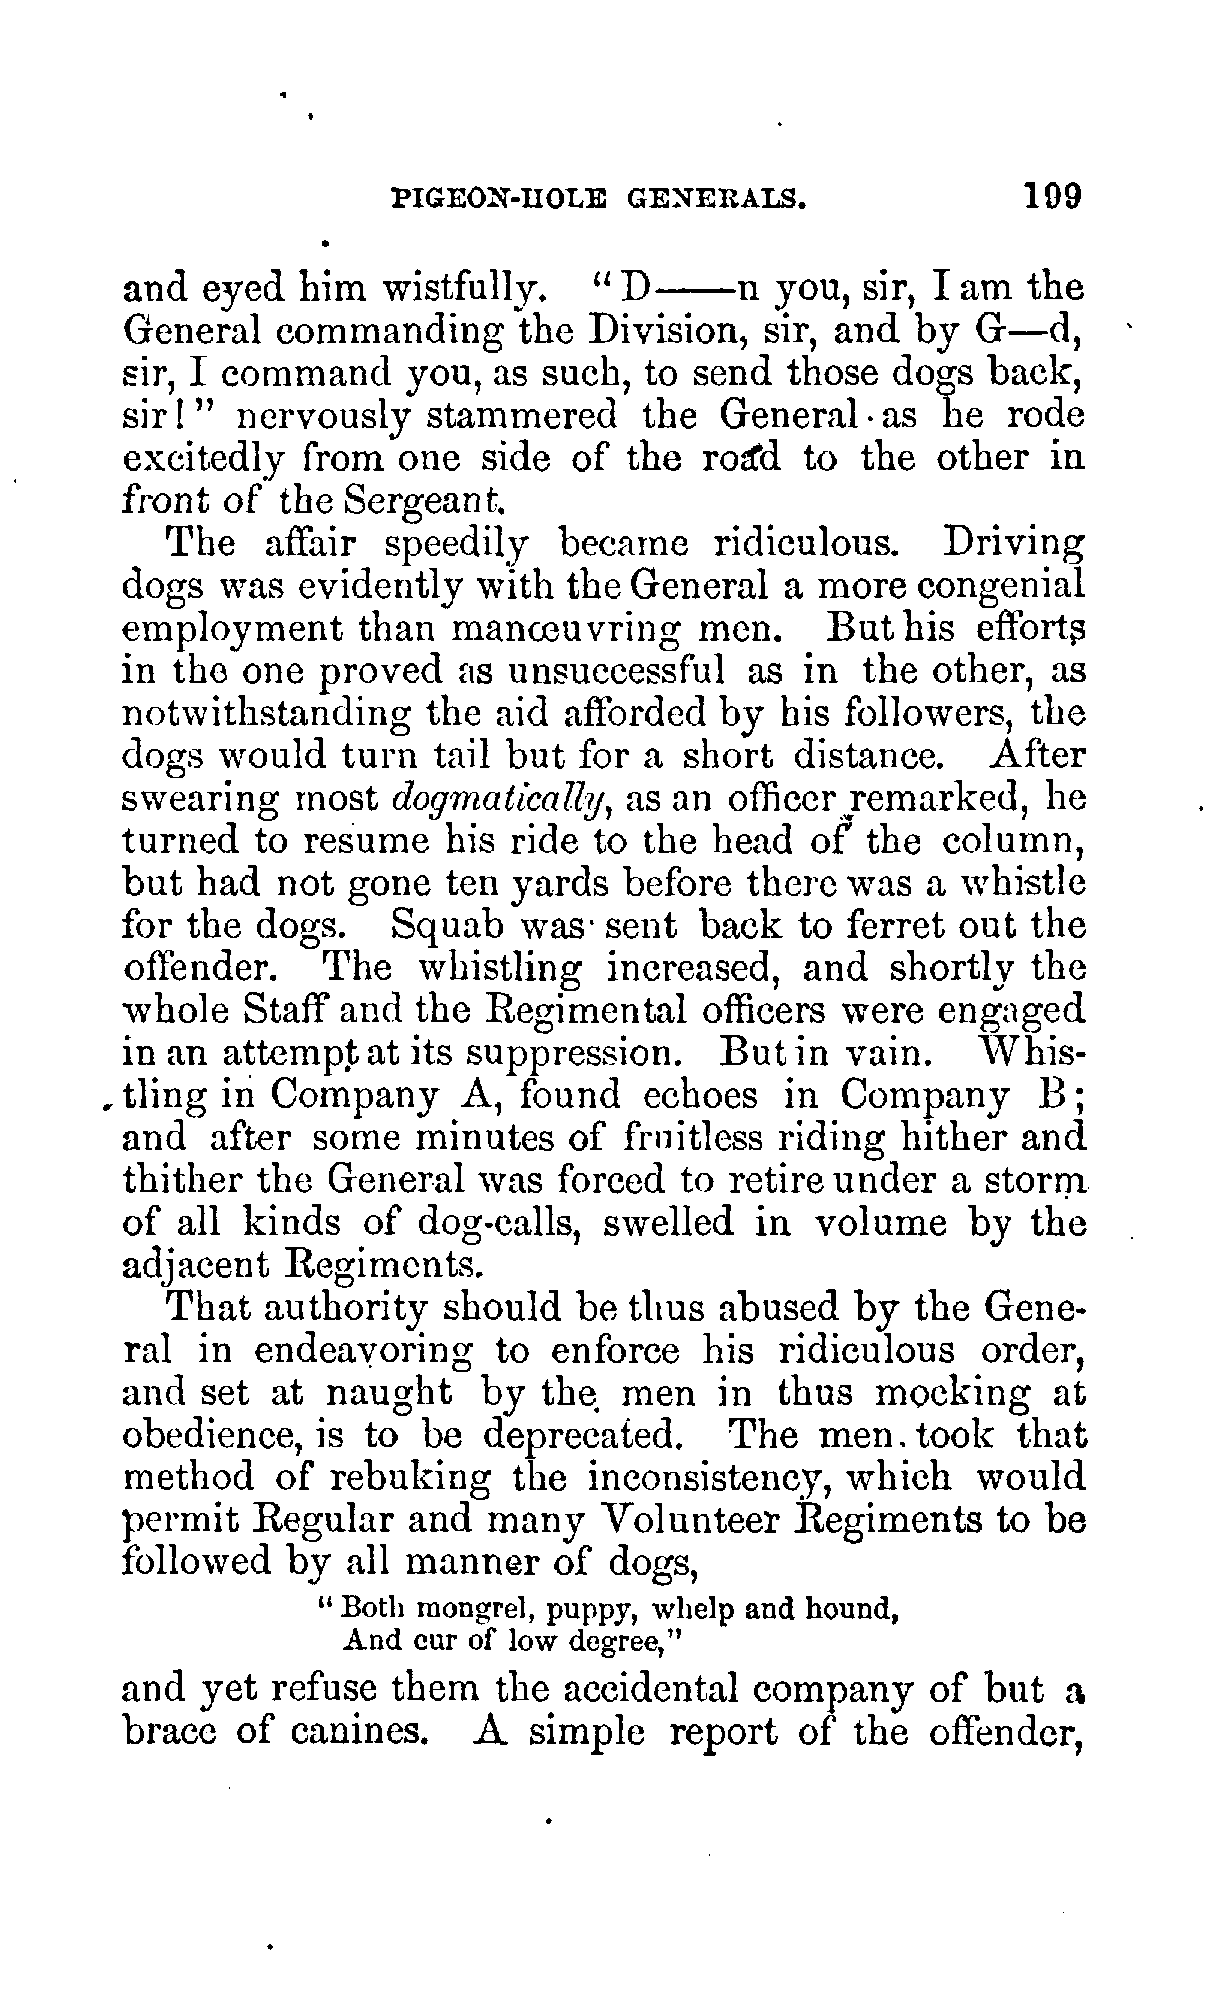 PIGEON-HOLE GENERALS. 199
and eyed him wistfully. “D——n you, sir, I am the
General commanding the Division, sir, and by G—d,
sir, I command you, as such, to send those dogs back,
sir!” nervously stammered the General as he rode
excitedly from one side of the road to the other in
front of the Sergeant.
The affair speedily became ridiculous. Driving
dogs was evidently with the General a more congenial
employment than manœuvring men. But his efforts
in the one proved as unsuccessful as in the other, as
notwithstanding the aid afforded by his followers, the
dogs would turn tail but for a short distance. After
swearing most dogmatically, as an officer remarked, he
turned to resume his ride to the head of the column,
but had not gone ten yards before there was a whistle
for the dogs. Squab was sent back to ferret out the
offender. The whistling increased, and shortly the
whole Staff and the Regimental officers were engaged
in an attempt at its suppression. But in vain. Whis-
tling in Company A, found echoes in Company B;
and after some minutes of fruitless riding hither and
thither the General was forced to retire under a storm
of all kinds of dog-calls, swelled in volume by the
adjacent Regiments.
That authority should be thus abused by the Gene-
ral in endeavoring to enforce his ridiculous order,
and set at naught by the men in thus mocking at
obedience, is to be deprecated. The men took that
method of rebuking the inconsistency, which would
permit Regular and many Volunteer Regiments to be
followed by all manner of dogs,
“Both mongrel, puppy, whelp and hound,
And cur of low degree,”
and yet refuse them the accidental company of but a
brace of canines. A simple report of the offender,